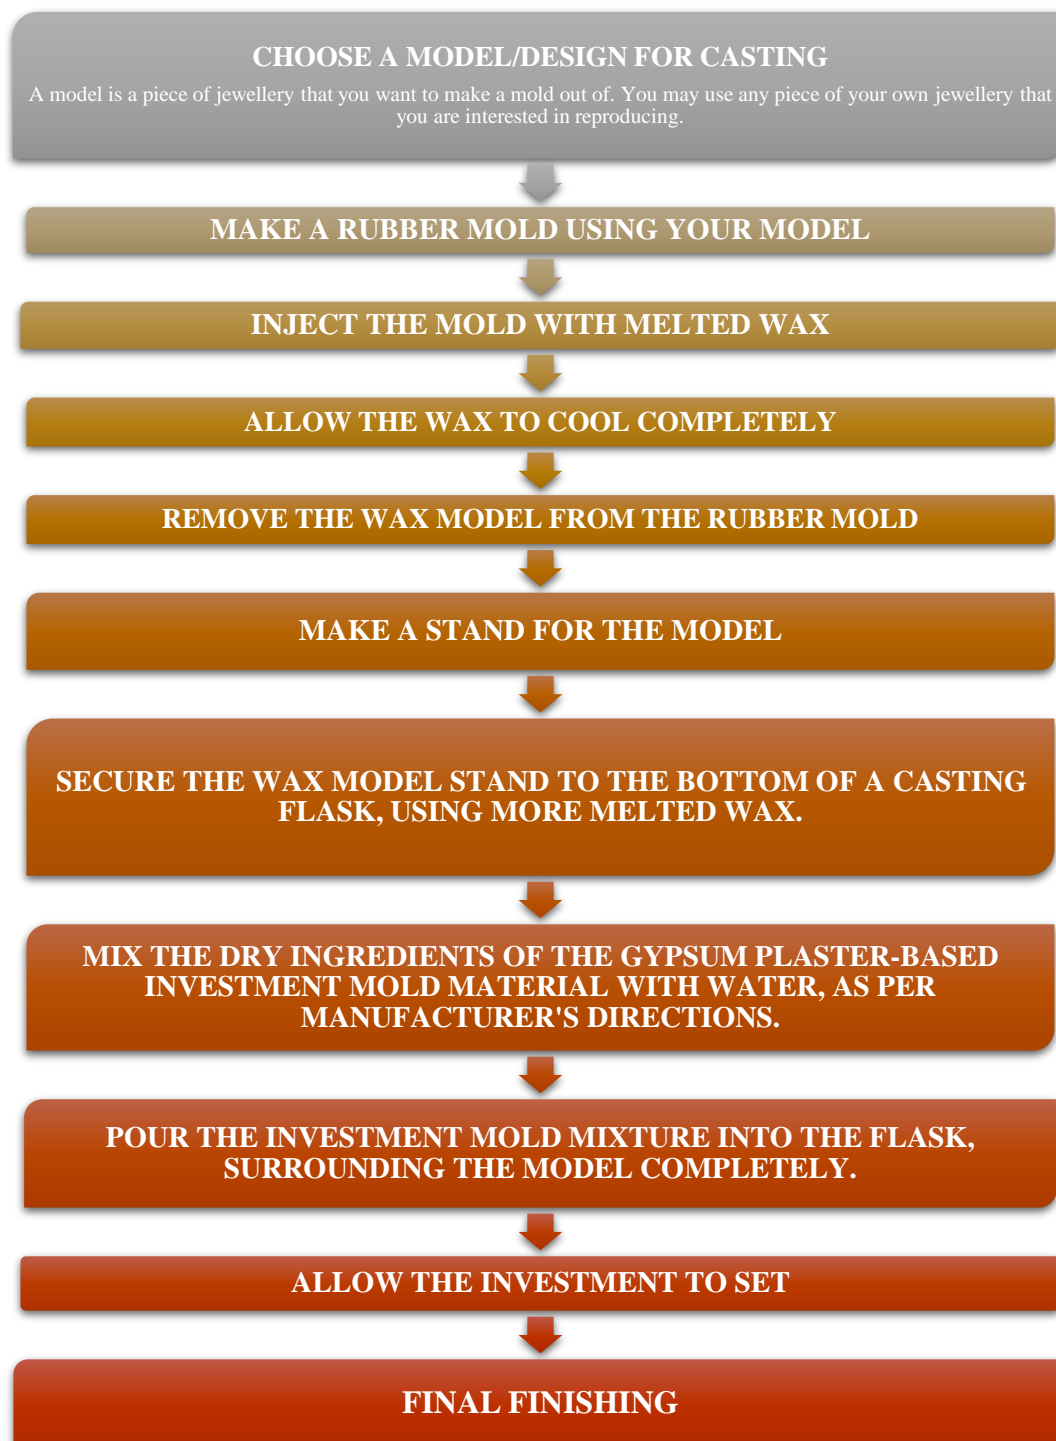 CHOOSE A MODEL/DESIGN FOR CASTING
A model is a piece of jewellery that you want to make a mold out of. You may use any piece of your own jewellery that
you are interested in reproducing.
MAKE A RUBBER MOLD USING YOUR MODEL
INJECT THE MOLD WITH MELTED WAX
ALLOW THE WAX TO COOL COMPLETELY
REMOVE THE WAX MODEL FROM THE RUBBER MOLD
MAKE A STAND FOR THE MODEL
SECURE THE WAX MODEL STAND TO THE BOTTOM OF A CASTING
FLASK, USING MORE MELTED WAX.
MIX THE DRY INGREDIENTS OF THE GYPSUM PLASTER-BASED
INVESTMENT MOLD MATERIAL WITH WATER, AS PER
MANUFACTURER'S DIRECTIONS.
POUR THE INVESTMENT MOLD MIXTURE INTO THE FLASK,
SURROUNDING THE MODEL COMPLETELY.
ALLOW THE INVESTMENT TO SET
FINAL FINISHING